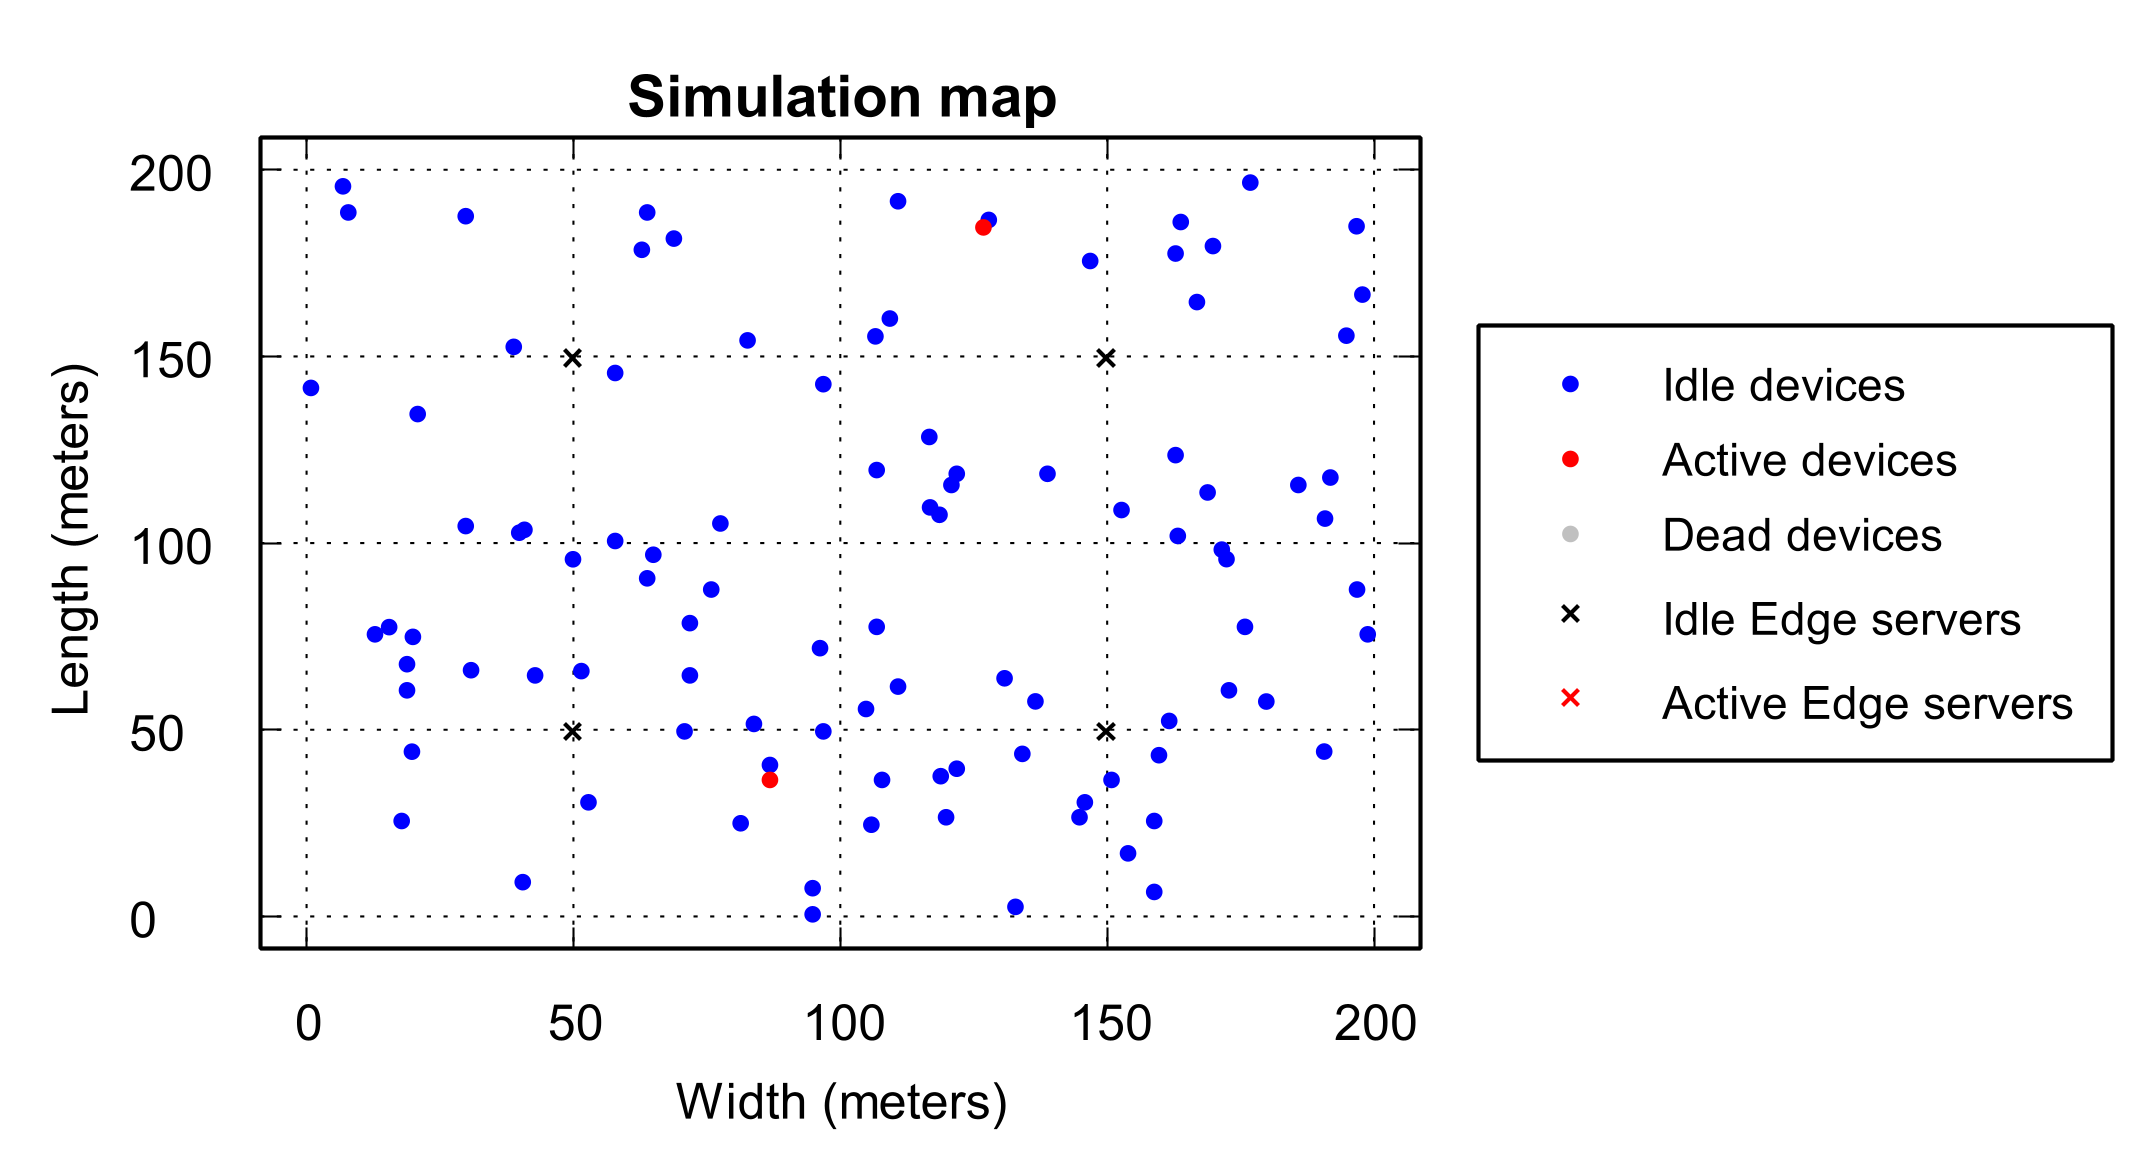 Simulation map
200
150
100
50
0
Length (meters)
0 50 100 150 200
Width (meters)
Idle devices
Active devices
Dead devices
Idle Edge servers
Active Edge servers